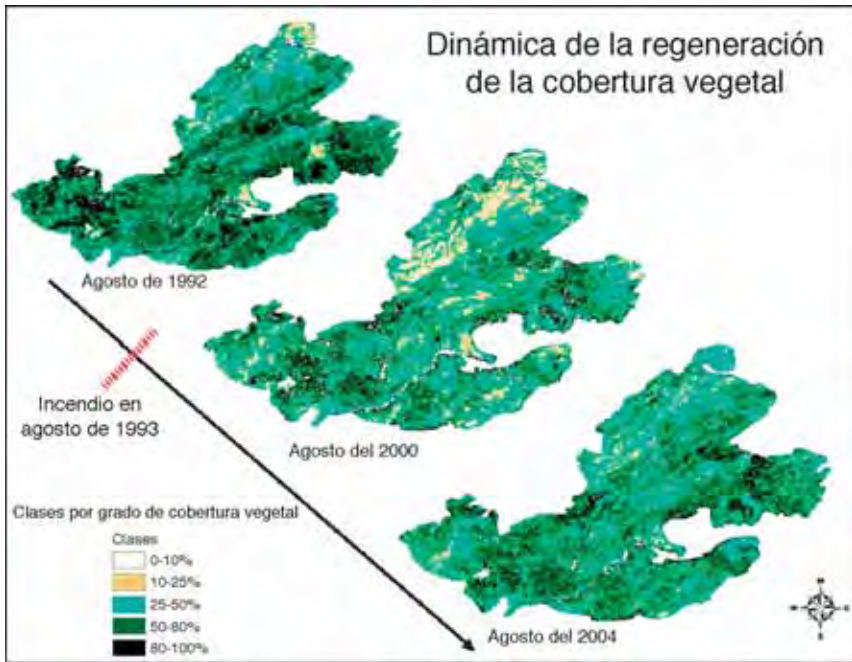 Dinámica de la regeneración
de la cobertura vegetal
Agosto de 1992
Incendio en
agosto de 1993
Agosto del 2000
Clases por grado de cobertura vegetal
Clases
0-10%
10-25%
25-50%
50-80%
80-100%
Agosto del 2004